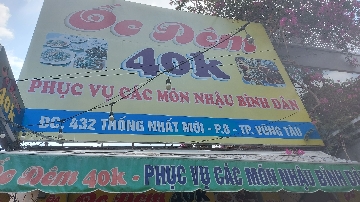 Ốc Đêm
40k
PHỤC VỤ CÁC MÓN NHẬU BÌNH DÂN
ĐC: 432 THỐNG NHẤT MỚI - P.8 - TP. VŨNG TÀU
Ốc Đêm 40k - PHỤC VỤ CÁC MÓN NHẬU BÌNH DÂN